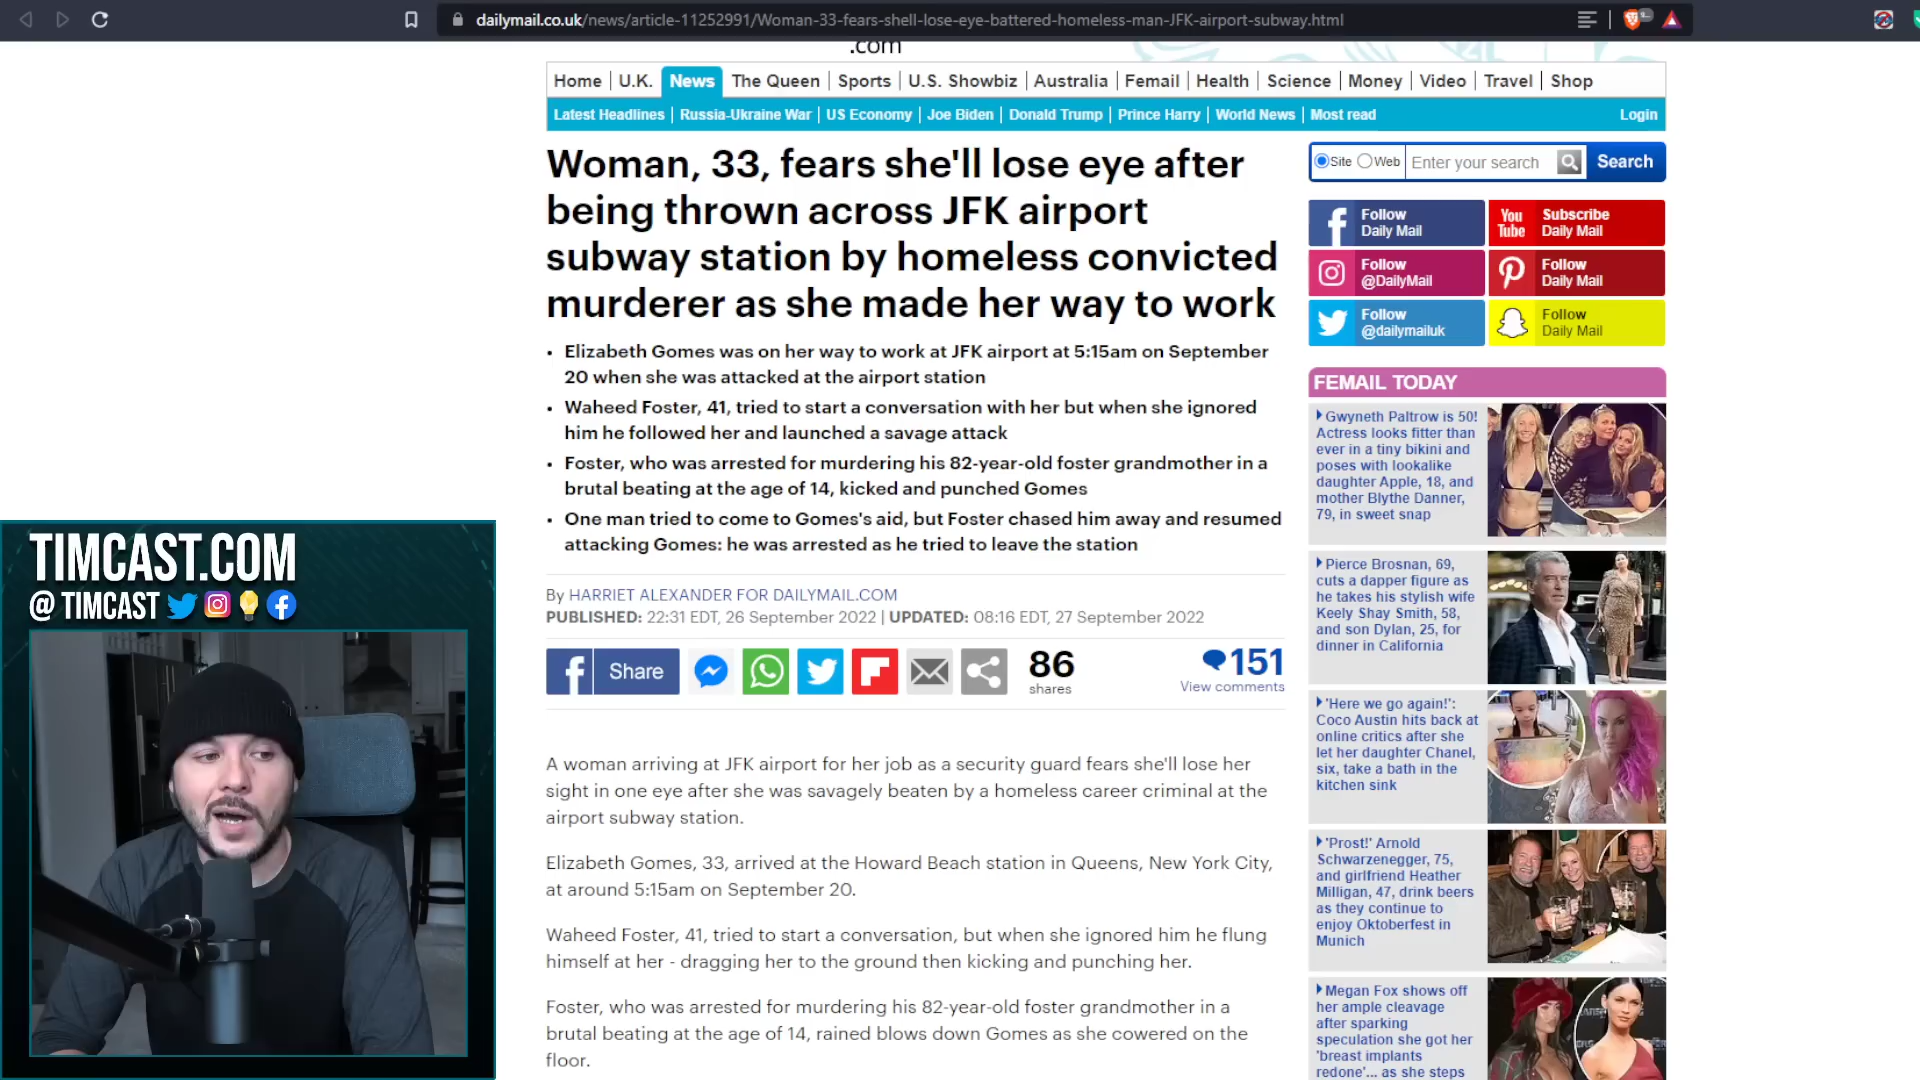 dailymail.co.uk/news/article-11252991/Woman-33-fears-shell-lose-eye-battered-homeless-man-JFK-airport-subway.html
.com
Home U.K. News The Queen Sports U.S. Showbiz Australia Femail Health Science Money Video Travel Shop
Latest Headlines Russia-Ukraine War US Economy Joe Biden Donald Trump Prince Harry World News Most read Login
Woman, 33, fears she'll lose eye after
being thrown across JFK airport
subway station by homeless convicted
murderer as she made her way to work
• Elizabeth Gomes was on her way to work at JFK airport at 5:15am on September
20 when she was attacked at the airport station
• Waheed Foster, 41, tried to start a conversation with her but when she ignored
him he followed her and launched a savage attack
• Foster, who was arrested for murdering his 82-year-old foster grandmother in a
brutal beating at the age of 14, kicked and punched Gomes
• One man tried to come to Gomes's aid, but Foster chased him away and resumed
attacking Gomes: he was arrested as he tried to leave the station
By HARRIET ALEXANDER FOR DAILYMAIL.COM
PUBLISHED: 22:31 EDT, 26 September 2022 | UPDATED: 08:16 EDT, 27 September 2022
Share
86
shares
151
View comments
A woman arriving at JFK airport for her job as a security guard fears she'll lose her
sight in one eye after she was savagely beaten by a homeless career criminal at the
airport subway station.
Elizabeth Gomes, 33, arrived at the Howard Beach station in Queens, New York City,
at around 5:15am on September 20.
Waheed Foster, 41, tried to start a conversation, but when she ignored him he flung
himself at her - dragging her to the ground then kicking and punching her.
Foster, who was arrested for murdering his 82-year-old foster grandmother in a
brutal beating at the age of 14, rained blows down Gomes as she cowered on the
floor.
Site Web Enter your search Search
Follow
Daily Mail
You
Tube
Subscribe
Daily Mail
Follow
@DailyMail
Follow
Daily Mail
Follow
@dailymailuk
Follow
Daily Mail
FEMAIL TODAY
Gwyneth Paltrow is 50!
Actress looks fitter than
ever in a tiny bikini and
poses with lookalike
daughter Apple, 18, and
mother Blythe Danner,
79, in sweet snap
Pierce Brosnan, 69,
cuts a dapper figure as
he takes his stylish wife
Keely Shay Smith, 58,
and son Dylan, 25, for
dinner in California
'Here we go again!':
Coco Austin hits back at
online critics after she
let her daughter Chanel,
six, take a bath in the
kitchen sink
'Prost!' Arnold
Schwarzenegger, 75,
and girlfriend Heather
Milligan, 47, drink beers
as they continue to
enjoy Oktoberfest in
Munich
Megan Fox shows off
her ample cleavage
after sparking
speculation she got her
'breast implants
redone'... as she steps
TIMCAST.COM
@ TIMCAST